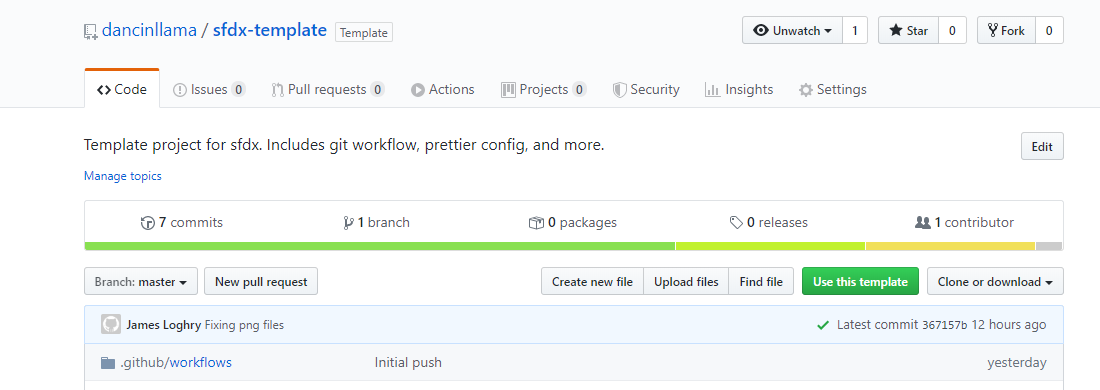 dancinllama / sfdx-template Template Unwatch 1 Star 0 Fork 0
Code Issues 0 Pull requests 0 Actions Projects 0 Security Insights Settings
Template project for sfdx. Includes git workflow, prettier config, and more. Edit
Manage topics
7 commits 1 branch 0 packages 0 releases 1 contributor
Branch: master New pull request Create new file Upload files Find file Use this template Clone or download
James Loghry Fixing png files Latest commit 367157b 12 hours ago
.github/workflows Initial push yesterday